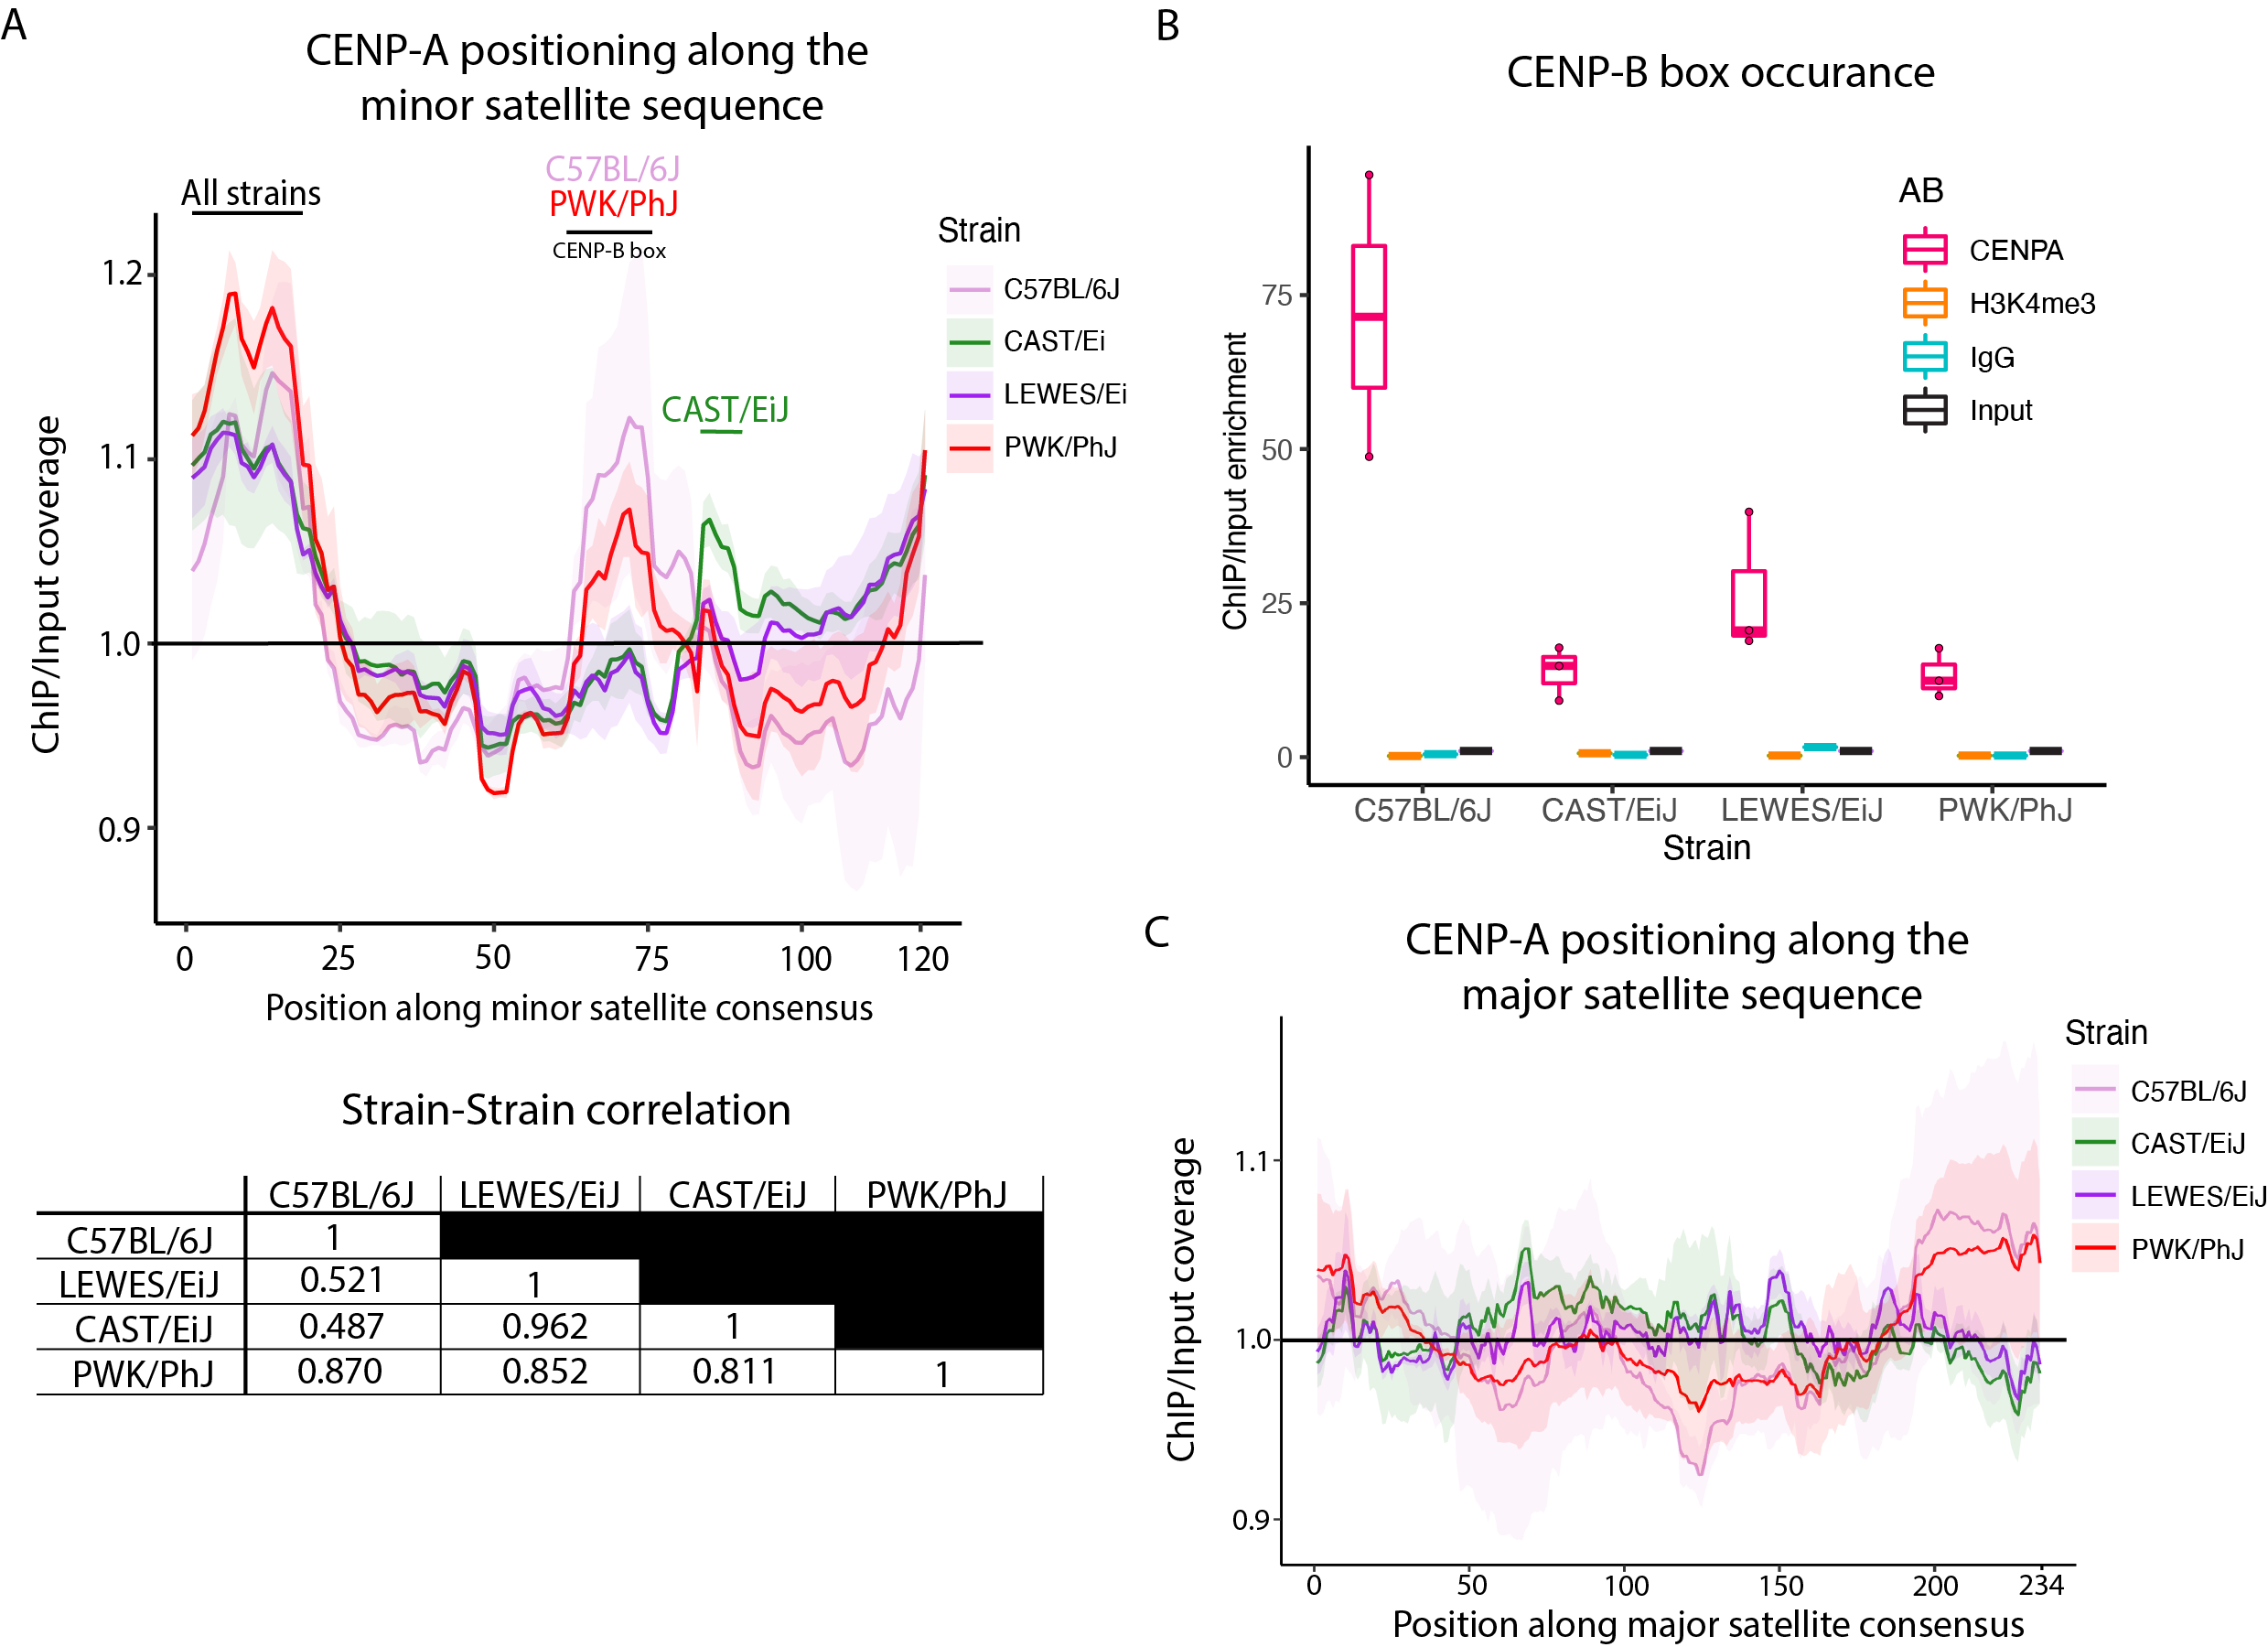 A
CENP-A positioning along the
minor satellite sequence
All strains
C57BL/6J
PWK/PhJ
CENP-B box
CAST/EiJ
Strain
C57BL/6J
CAST/Ei
LEWES/Ei
PWK/PhJ
ChIP/Input coverage
1.2
1.1
1.0
0.9
0 25 50 75 100 120
Position along minor satellite consensus
Strain-Strain correlation
C57BL/6J LEWES/EiJ CAST/EiJ PWK/PhJ
C57BL/6J 1
LEWES/EiJ 0.521 1
CAST/EiJ 0.487 0.962 1
PWK/PhJ 0.870 0.852 0.811 1
B
CENP-B box occurance
AB
CENPA
H3K4me3
IgG
Input
ChIP/Input enrichment
75
50
25
0
C57BL/6J CAST/EiJ LEWES/EiJ PWK/PhJ
Strain
C
CENP-A positioning along the
major satellite sequence
Strain
C57BL/6J
CAST/EiJ
LEWES/EiJ
PWK/PhJ
ChIP/Input coverage
1.1
1.0
0.9
0 50 100 150 200 234
Position along major satellite consensus